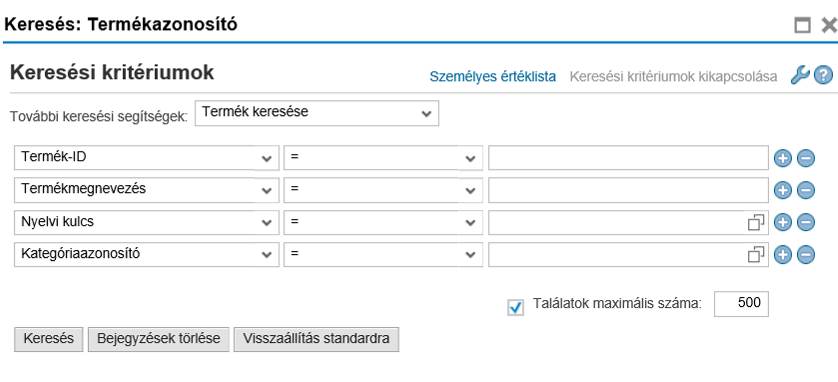 Keresés: Termékazonosító
Keresési kritériumok
Személyes értéklista Keresési kritériumok kikapcsolása
További keresési segítségek: Termék keresése
Termék-ID =
Termékmegnevezés =
Nyelvi kulcs =
Kategóriaazonosító =
Találatok maximális száma: 500
Keresés Bejegyzések törlése Visszaállítás standardra